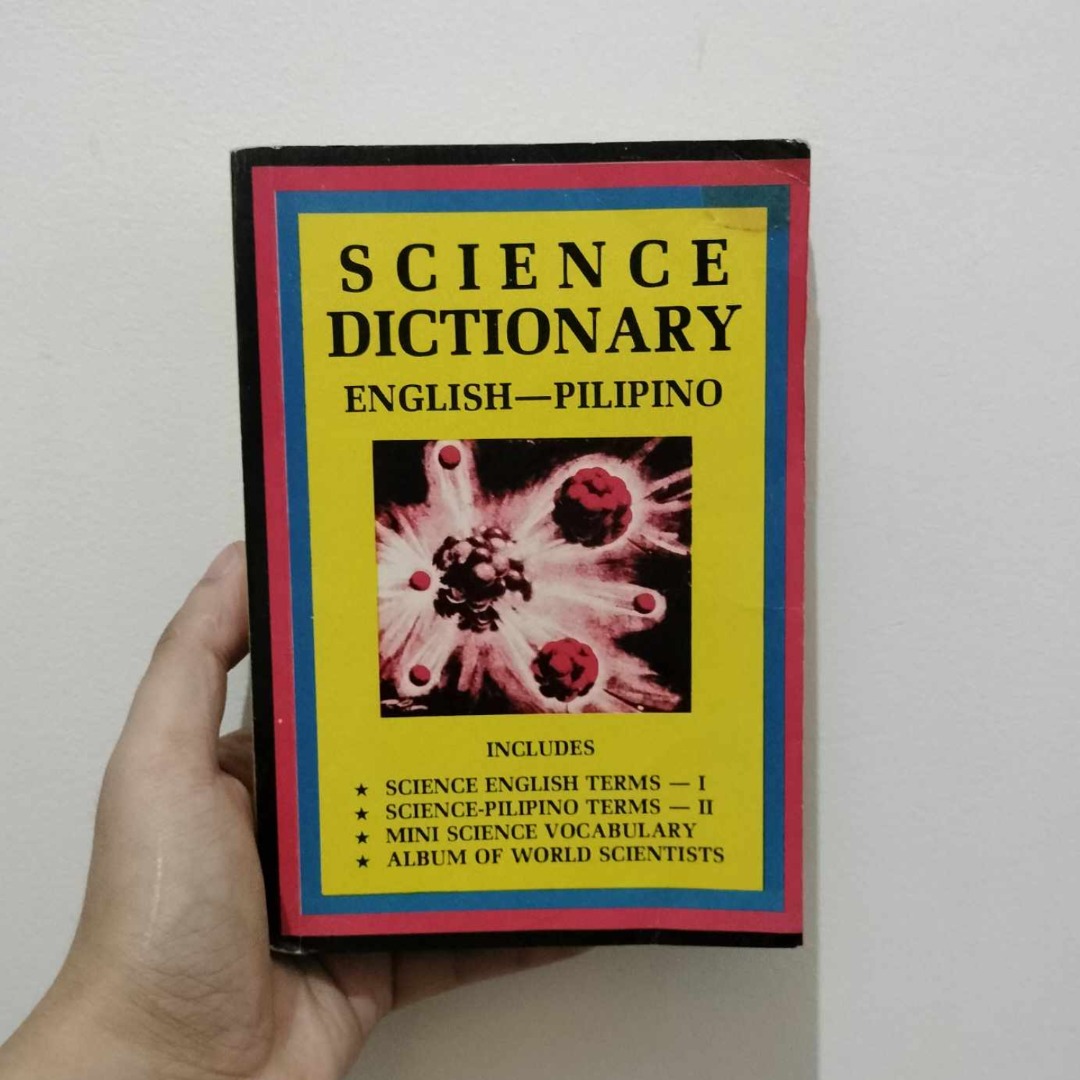 SCIENCE
DICTIONARY
ENGLISH—PILIPINO
INCLUDES
★ SCIENCE ENGLISH TERMS — I
★ SCIENCE-PILIPINO TERMS — II
★ MINI SCIENCE VOCABULARY
★ ALBUM OF WORLD SCIENTISTS